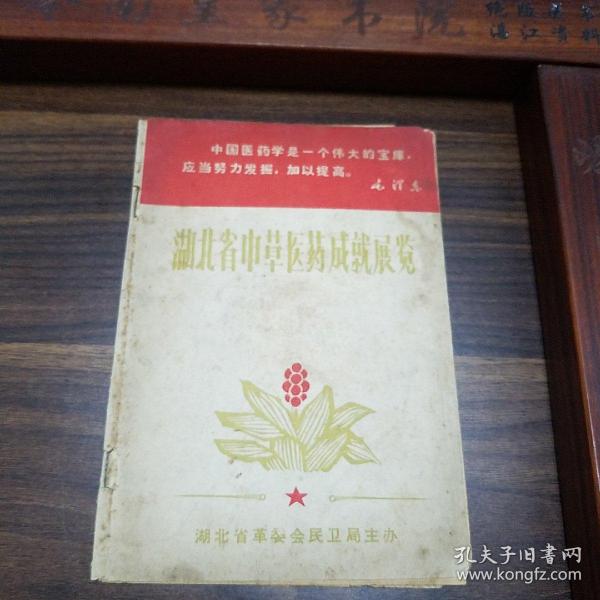 中国医药学是一个伟大的宝库，
应当努力发掘，加以提高。
毛泽东
湖北省中草医药成就展览
湖北省革委会民卫局主办
孔夫子旧书网
www.kongfz.com